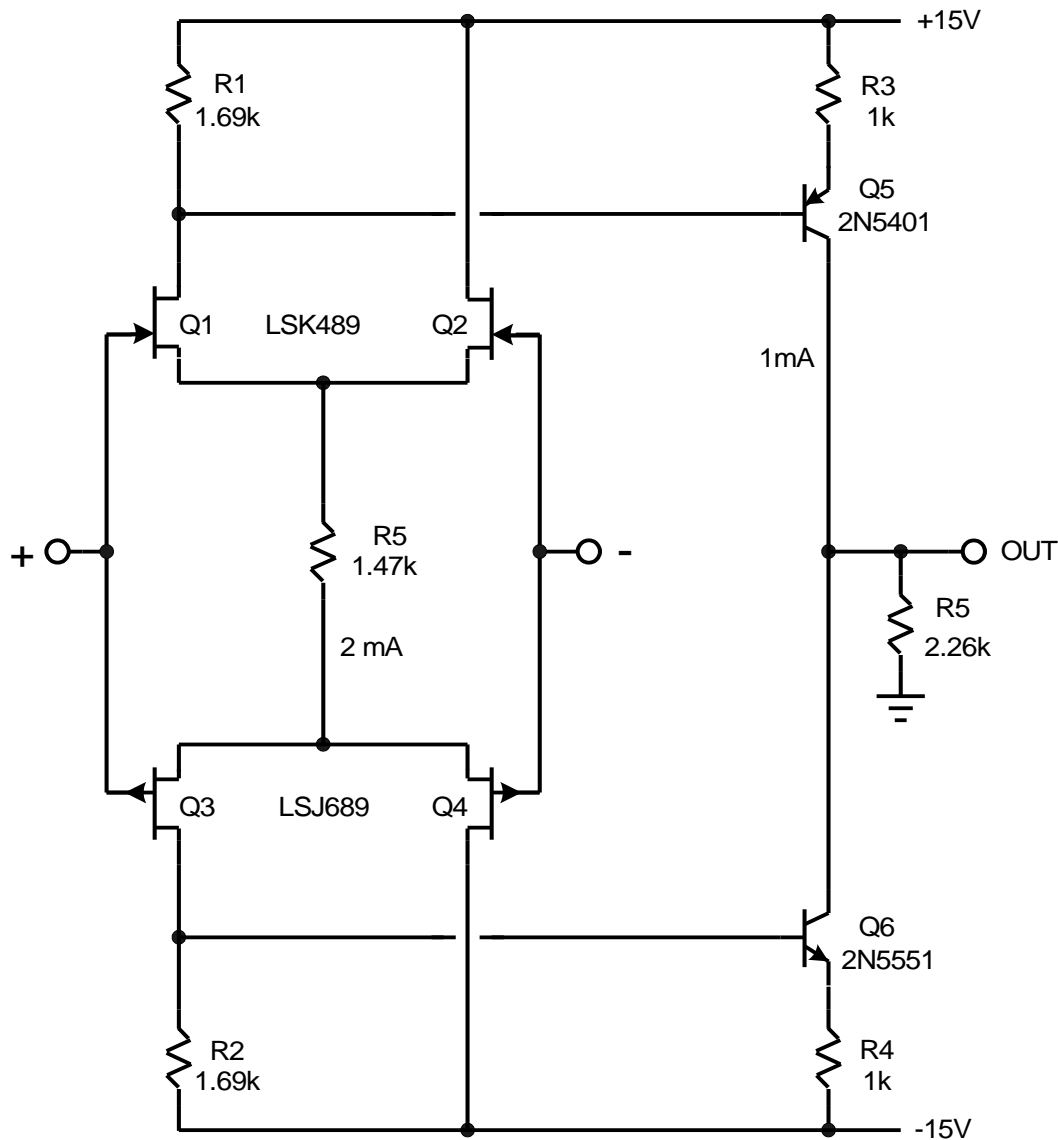 +15V
R1
1.69k
R3
1k
Q5
2N5401
Q1
LSK489
Q2
1mA
+
R5
1.47k
-
OUT
R5
2.26k
2 mA
Q3
LSJ689
Q4
Q6
2N5551
R2
1.69k
R4
1k
-15V